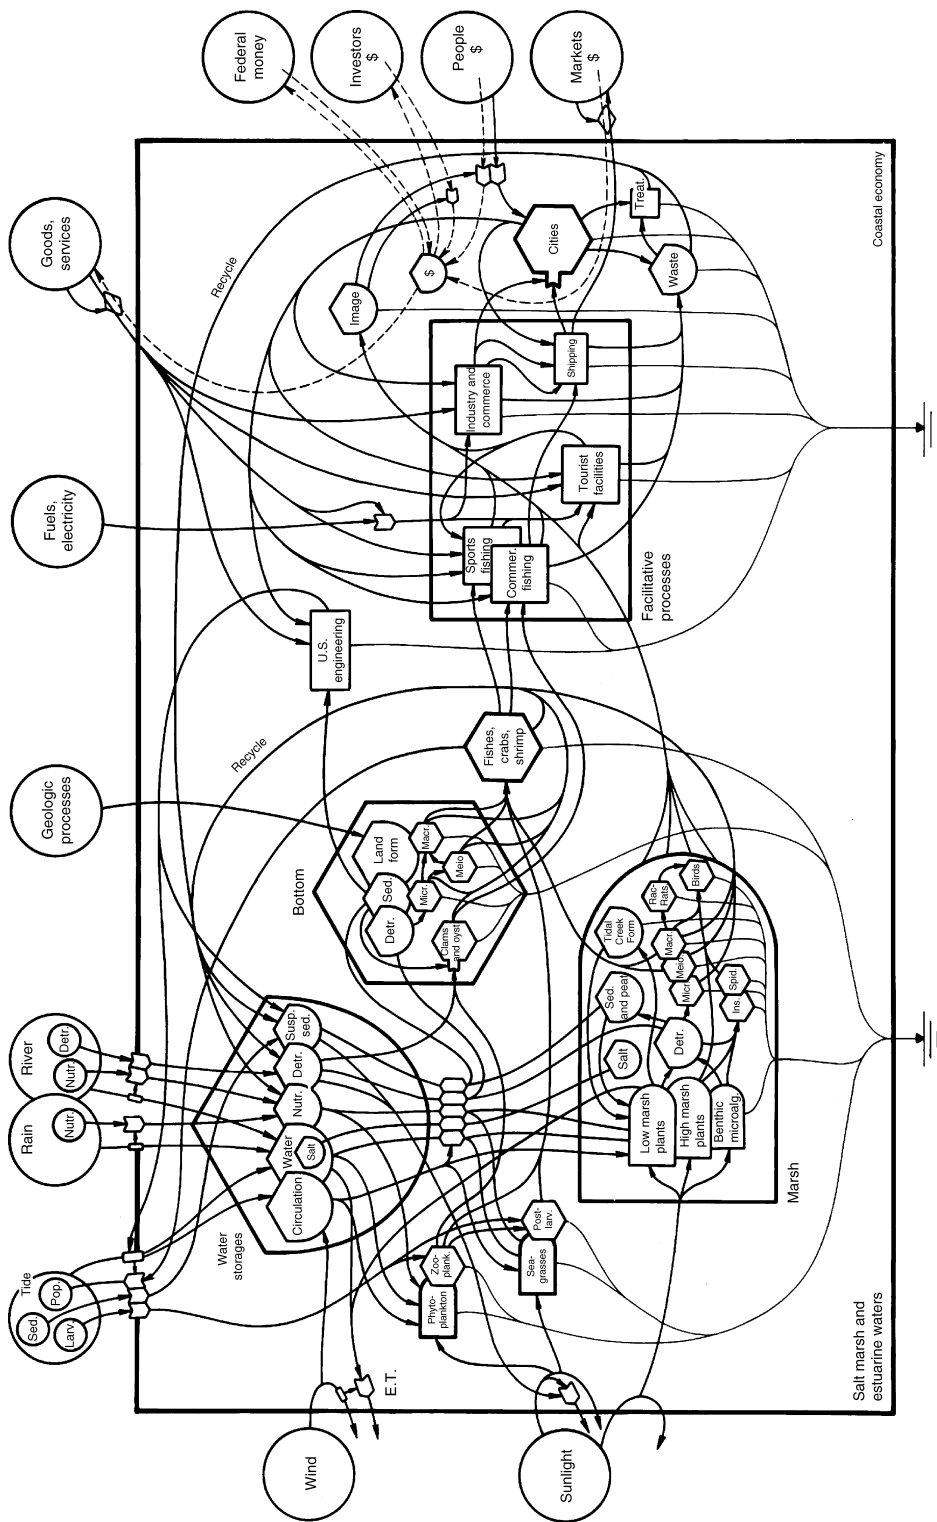 Federal
money
Investors
$
People
$
Markets
$
Goods,
services
Fuels,
electricity
Geologic
processes
River
Detr.
Nutr.
Rain
Nutr.
Tide
Sed.
Pop.
Larv.
Wind
Sunlight
E.T.
Coastal economy
Salt marsh and
estuarine waters
Recycle
Image
$
Cities
Treat.
Waste
Industry and
commerce
Shipping
Tourist
facilities
Sports
fishing
Commer.
fishing
Facilitative
processes
U.S.
engineering
Recycle
Fishes,
crabs,
shrimp
Bottom
Land
form
Sed.
Detr.
Macr.
Meio
Micr.
Clams
and oyst.
Water
storages
Susp.
sed.
Detr.
Nutr.
Water
Salt
Circulation
Phyto-
plankton
Zoo-
plank.
Sea-
grasses
Post-
larv.
Marsh
Tidal
Creek
Form
Sed.
and peat
Salt
Detr.
Rac-
Rats
Birds
Macr.
Meio
Micr.
Spid.
Ins.
Low marsh
plants
High marsh
plants
Benthic
microalg.